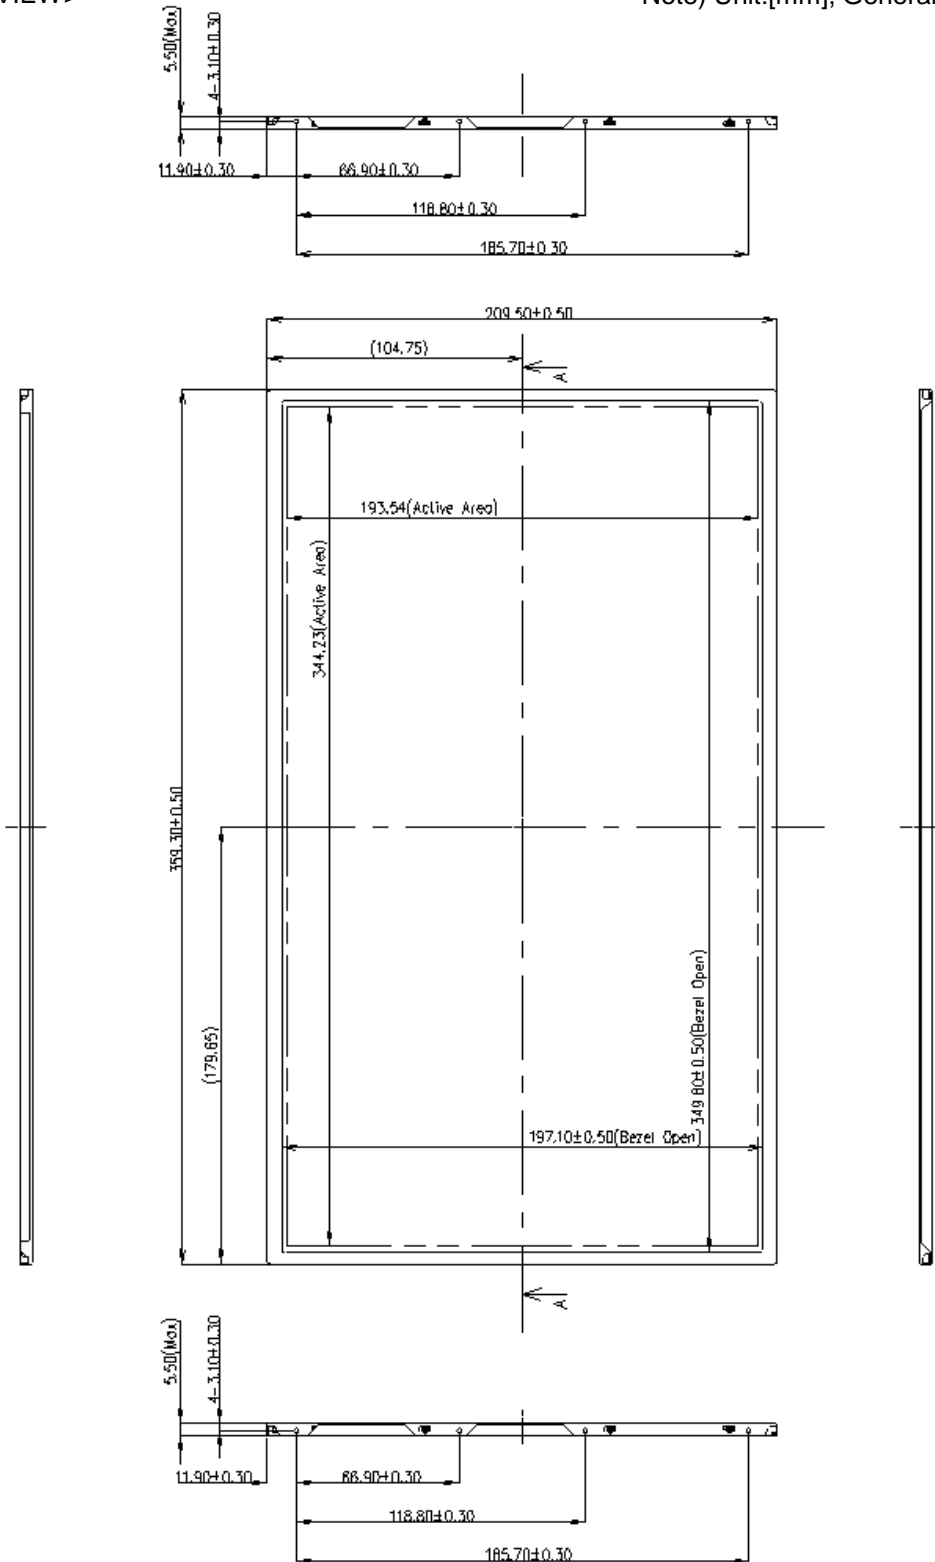 Note) Unit:[mm], General
5.50(Max)
4-3.10±0.30
11.90±0.30
66.90±0.30
118.80±0.30
185.70±0.30
209.50±0.50
(104.75)
A
193.54(Active Area)
344.23(Active Area)
359.30±0.50
(179.65)
349.80±0.50(Bezel Open)
197.10±0.50(Bezel Open)
A
5.50(Max)
4-3.10±0.30
11.90±0.30
66.90±0.30
118.80±0.30
185.70±0.30